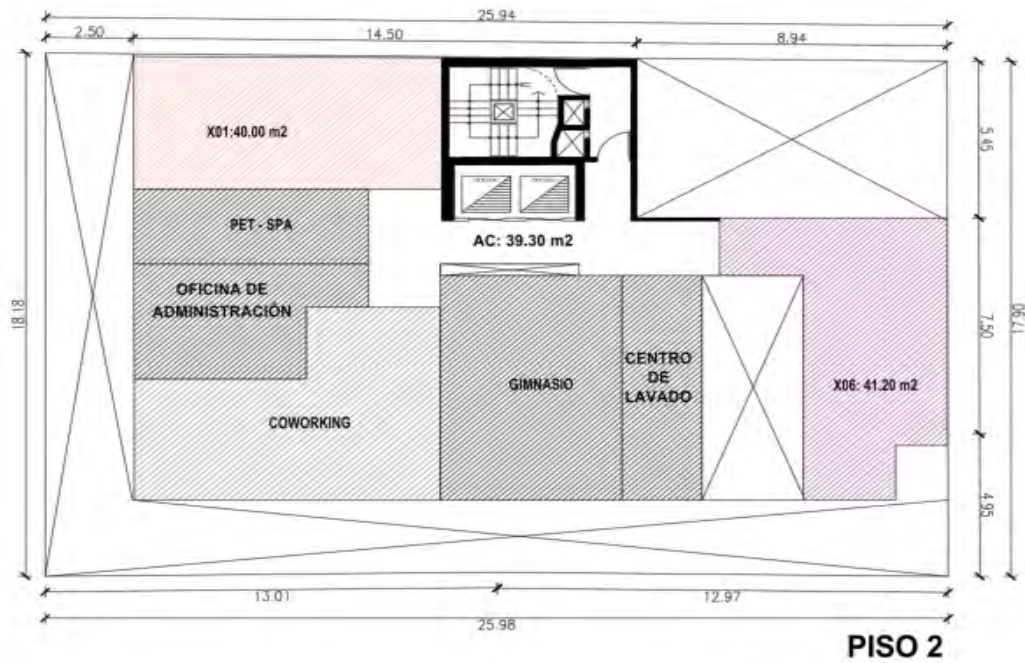 25.94
2.50
14.50
8.94
X01:40.00 m2
PET - SPA
AC: 39.30 m2
OFICINA DE
ADMINISTRACIÓN
GIMNASIO
CENTRO
DE
LAVADO
COWORKING
X06: 41.20 m2
18.18
5.45
7.50
4.95
17.90
13.01
12.97
25.98
PISO 2